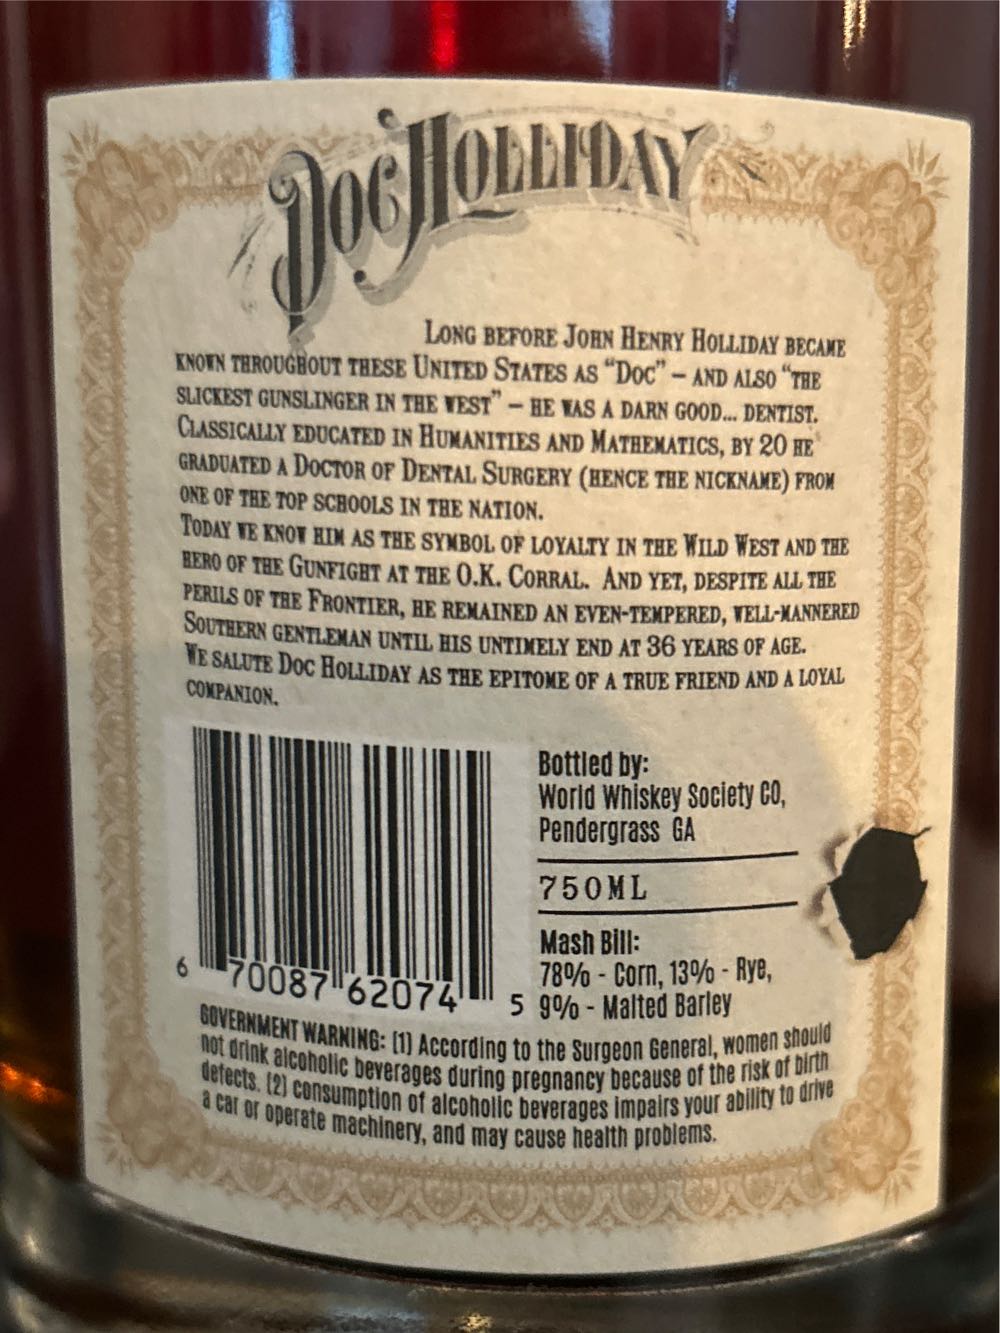 DOC HOLLIDAY
LONG BEFORE JOHN HENRY HOLLIDAY BECAME
KNOWN THROUGHOUT THESE UNITED STATES AS “DOC” – AND ALSO “THE
SLICKEST GUNSLINGER IN THE WEST” – HE WAS A DARN GOOD... DENTIST.
CLASSICALLY EDUCATED IN HUMANITIES AND MATHEMATICS, BY 20 HE
GRADUATED A DOCTOR OF DENTAL SURGERY (HENCE THE NICKNAME) FROM
ONE OF THE TOP SCHOOLS IN THE NATION.
TODAY WE KNOW HIM AS THE SYMBOL OF LOYALTY IN THE WILD WEST AND THE
HERO OF THE GUNFIGHT AT THE O.K. CORRAL. AND YET, DESPITE ALL THE
PERILS OF THE FRONTIER, HE REMAINED AN EVEN-TEMPERED, WELL-MANNERED
SOUTHERN GENTLEMAN UNTIL HIS UNTIMELY END AT 36 YEARS OF AGE.
WE SALUTE DOC HOLLIDAY AS THE EPITOME OF A TRUE FRIEND AND A LOYAL
COMPANION.
Bottled by:
World Whiskey Society CO,
Pendergrass GA
750ML
Mash Bill:
78% - Corn, 13% - Rye,
9% - Malted Barley
6 70087 62074 5
GOVERNMENT WARNING: (1) According to the Surgeon General, women should
not drink alcoholic beverages during pregnancy because of the risk of birth
defects. (2) consumption of alcoholic beverages impairs your ability to drive
a car or operate machinery, and may cause health problems.